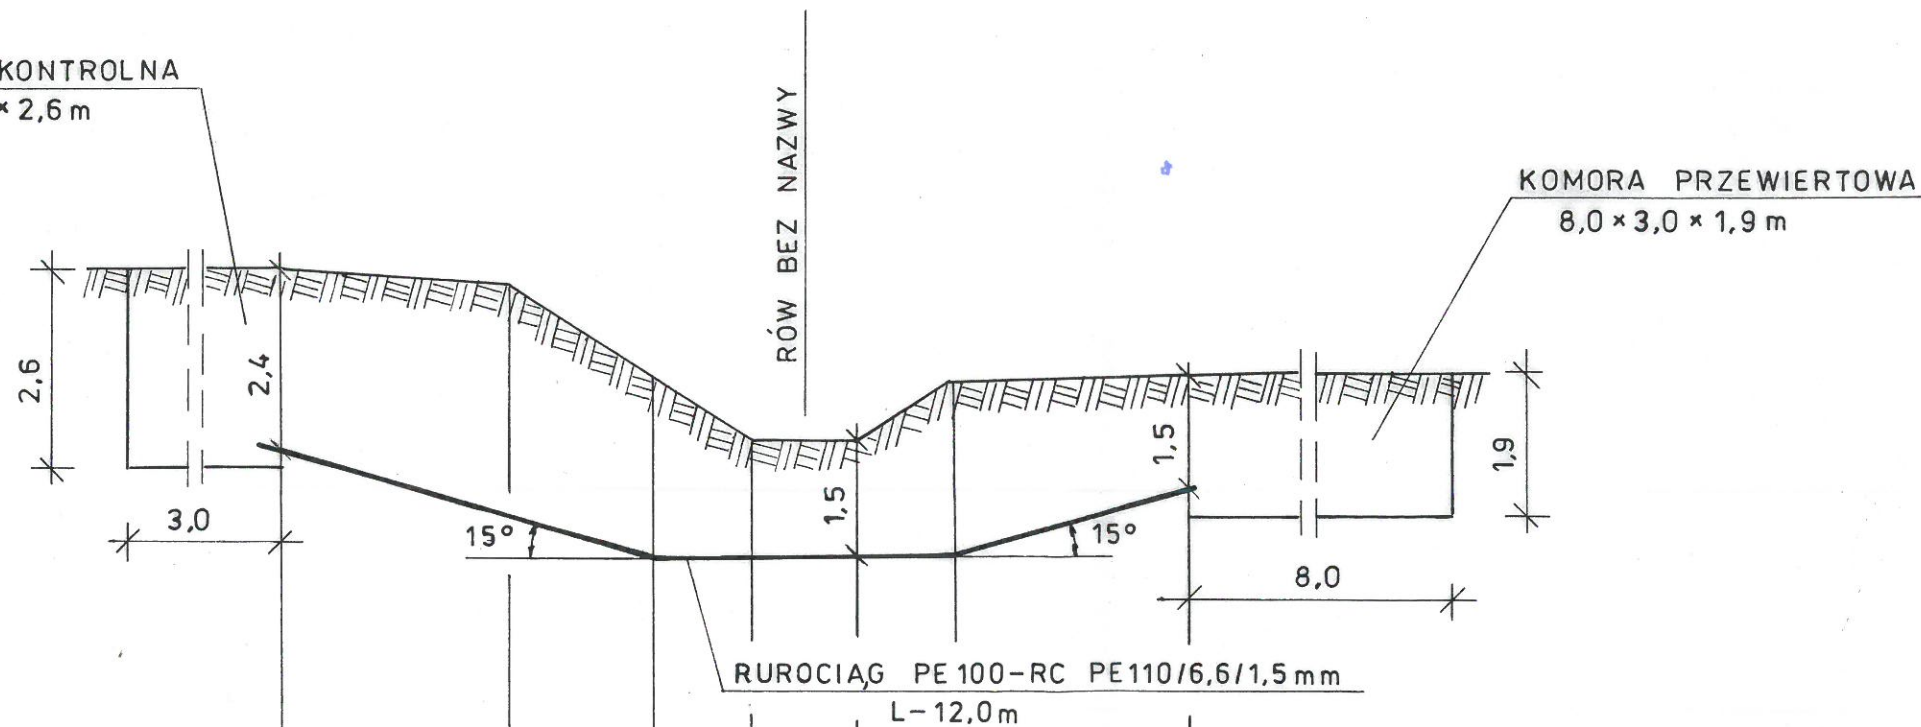 KONTROLNA
× 2,6 m
RÓW BEZ NAZWY
KOMORA PRZEWIERTOWA
8,0 × 3,0 × 1,9 m
2,6
2,4
1,5
1,5
1,9
3,0
15°
15°
8,0
RUROCIĄG PE 100-RC PE110/6,6/1,5 mm
L-12,0 m